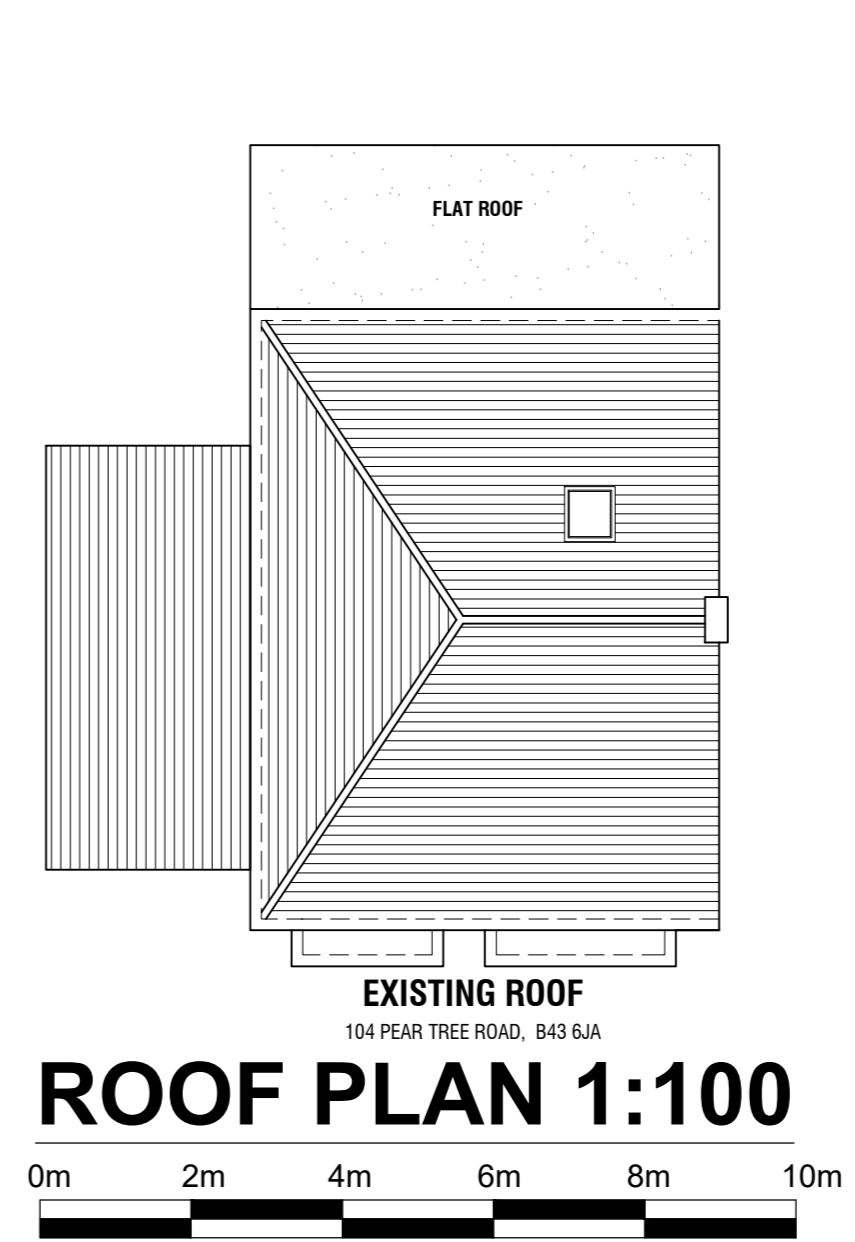 FLAT ROOF
EXISTING ROOF
104 PEAR TREE ROAD, B43 6JA
ROOF PLAN 1:100
0m 2m 4m 6m 8m 10m